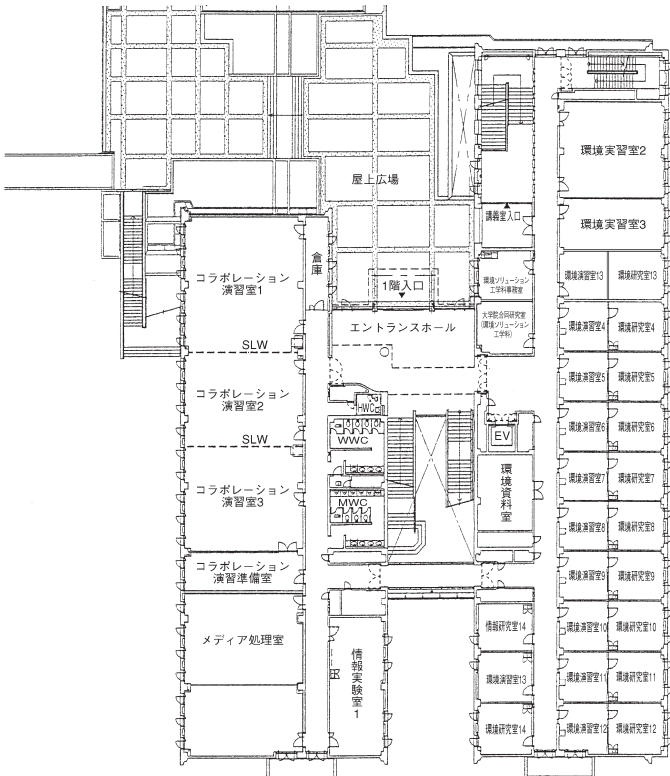 環境実習室2
屋上広場
講義室入口
環境実習室3
倉庫
コラボレーション
演習室1
環境ソリューション
工学科事務室
環境演習室13
環境研究室13
1階入口
大学院合同研究室
(環境ソリューション
工学科)
エントランスホール
環境演習室4
環境研究室4
SLW
環境演習室5
環境研究室5
コラボレーション
演習室2
HWC
環境演習室6
環境研究室6
SLW
WWC
EV
コラボレーション
演習室3
MWC
環境資料室
環境演習室7
環境研究室7
環境演習室8
環境研究室8
コラボレーション
演習準備室
環境演習室9
環境研究室9
メディア処理室
情報実験室1
情報研究室14
環境演習室10
環境研究室10
環境演習室13
環境演習室11
環境研究室11
環境研究室14
環境演習室12
環境研究室12